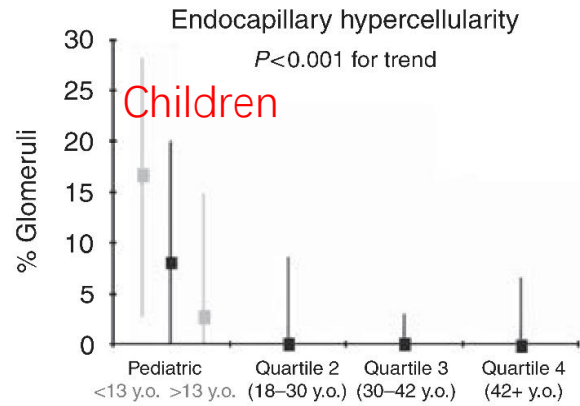 Endocapillary hypercellularity
P<0.001 for trend
Children
% Glomeruli
30
25
20
15
10
5
0
Pediatric
<13 y.o. >13 y.o.
Quartile 2
(18–30 y.o.)
Quartile 3
(30–42 y.o.)
Quartile 4
(42+ y.o.)